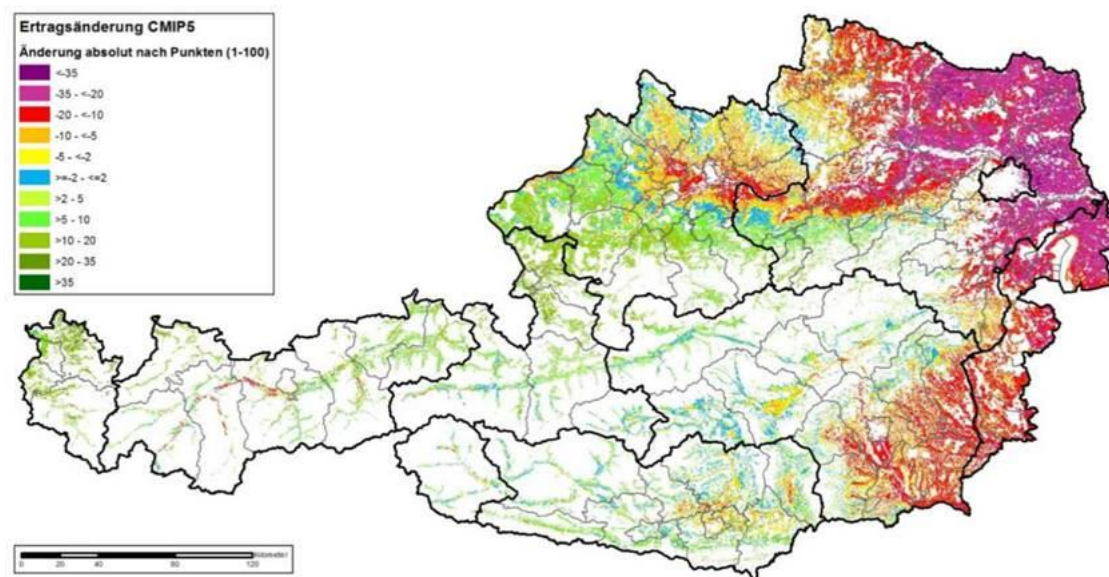 Ertragsänderung CMIP5
Änderung absolut nach Punkten (1-100)
<-35
-35 - <-20
-20 - <-10
-10 - <-5
-5 - <-2
>=-2 - <=2
>2 - 5
>5 - 10
>10 - 20
>20 - 35
>35
Kilometer
0 20 40 80 120